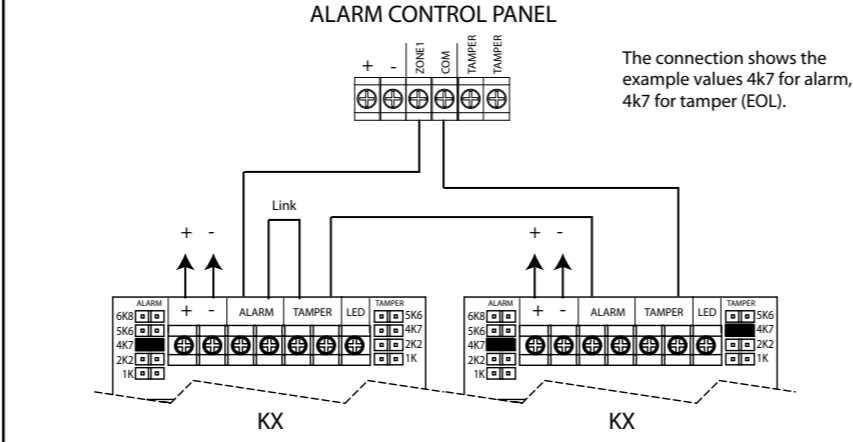 ALARM CONTROL PANEL
+ - ZONE1 COM TAMPER TAMPER
The connection shows the
example values 4k7 for alarm,
4k7 for tamper (EOL).
Link
+ -
+ -
ALARM
6K8
5K6
4K7
2K2
1K
+ - ALARM TAMPER LED
TAMPER
5K6
4K7
2K2
1K
KX
ALARM
6K8
5K6
4K7
2K2
1K
+ - ALARM TAMPER LED
TAMPER
5K6
4K7
2K2
1K
KX